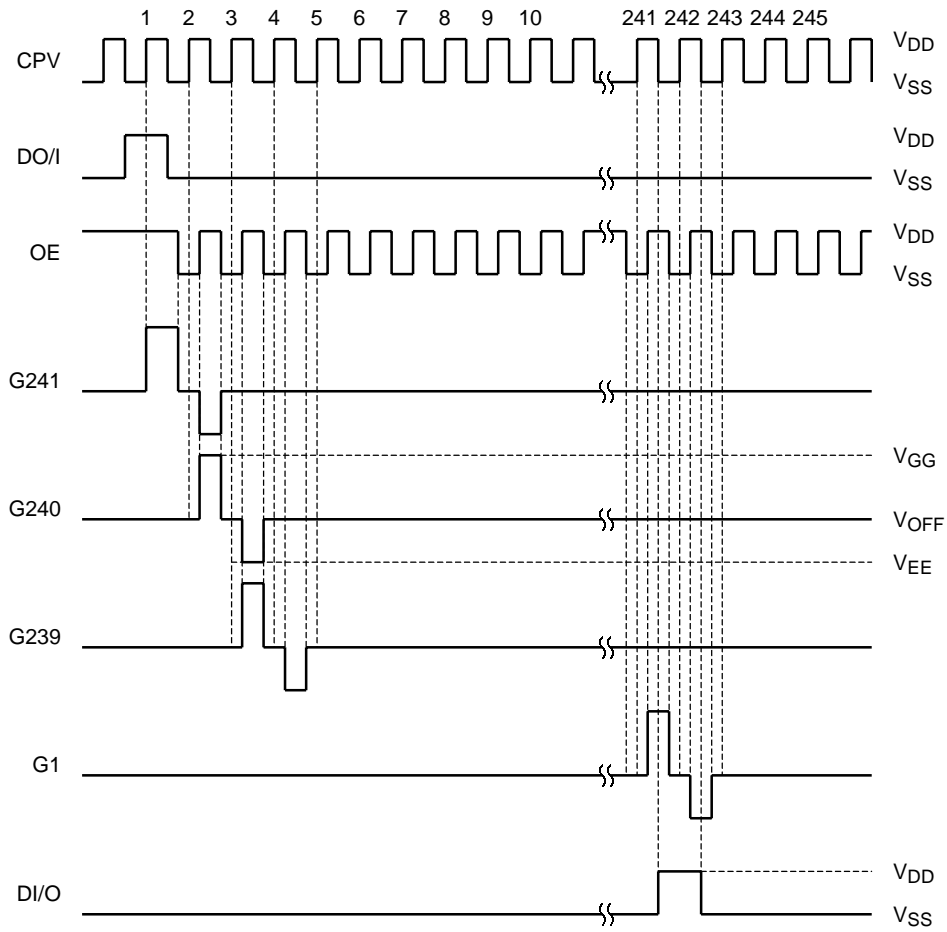 1 2 3 4 5 6 7 8 9 10 241 242 243 244 245
CPV VDD
VSS
DO/I VDD
VSS
OE VDD
VSS
G241
VGG
G240 VOFF
VEE
G239
G1
DI/O VDD
VSS